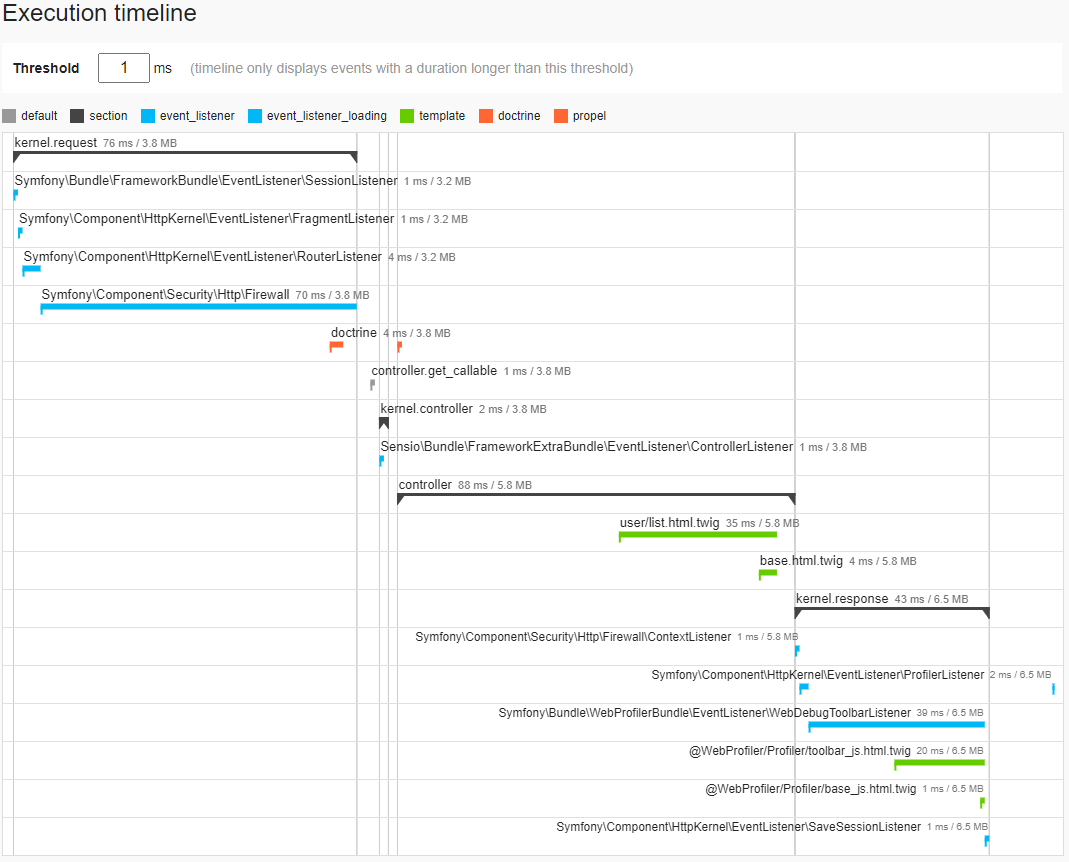 Execution timeline
Threshold 1 ms (timeline only displays events with a duration longer than this threshold)
default section event_listener event_listener_loading template doctrine propel
kernel.request 76 ms / 3.8 MB
Symfony\Bundle\FrameworkBundle\EventListener\SessionListener 1 ms / 3.2 MB
Symfony\Component\HttpKernel\EventListener\FragmentListener 1 ms / 3.2 MB
Symfony\Component\HttpKernel\EventListener\RouterListener 4 ms / 3.2 MB
Symfony\Component\Security\Http\Firewall 70 ms / 3.8 MB
doctrine 4 ms / 3.8 MB
controller.get_callable 1 ms / 3.8 MB
kernel.controller 2 ms / 3.8 MB
Sensio\Bundle\FrameworkExtraBundle\EventListener\ControllerListener 1 ms / 3.8 MB
controller 88 ms / 5.8 MB
user/list.html.twig 35 ms / 5.8 MB
base.html.twig 4 ms / 5.8 MB
kernel.response 43 ms / 6.5 MB
Symfony\Component\Security\Http\Firewall\ContextListener 1 ms / 5.8 MB
Symfony\Component\HttpKernel\EventListener\ProfilerListener 2 ms / 6.5 MB
Symfony\Bundle\WebProfilerBundle\EventListener\WebDebugToolbarListener 39 ms / 6.5 MB
@WebProfiler/Profiler/toolbar_js.html.twig 20 ms / 6.5 MB
@WebProfiler/Profiler/base_js.html.twig 1 ms / 6.5 MB
Symfony\Component\HttpKernel\EventListener\SaveSessionListener 1 ms / 6.5 MB